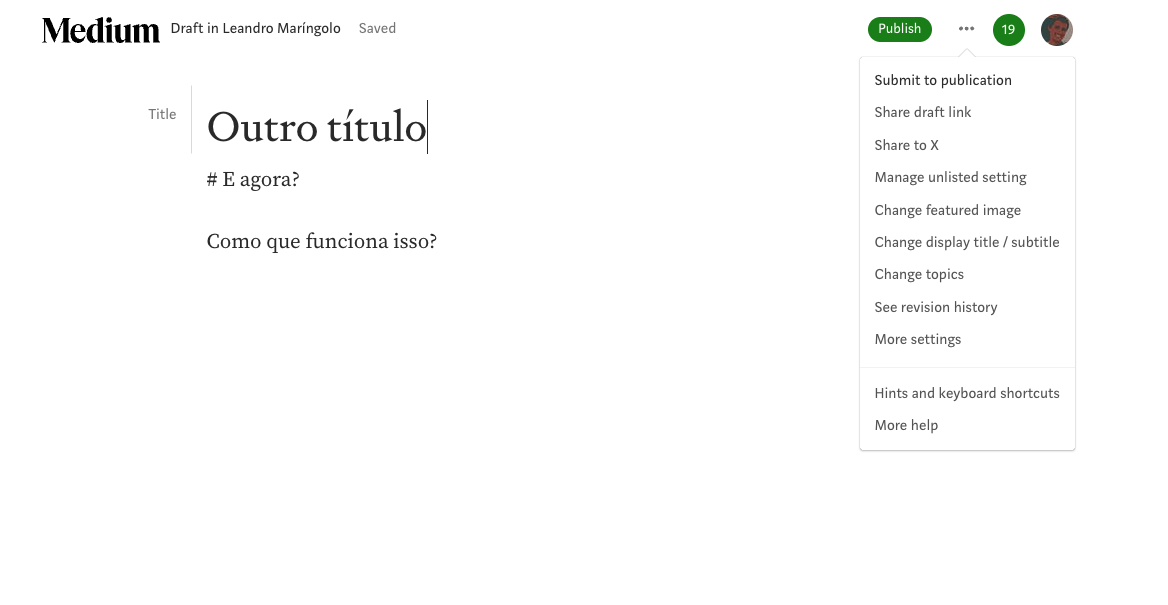 Medium
Draft in Leandro Maríngolo
Saved
Publish
19
Title
Outro título
# E agora?
Como que funciona isso?
Submit to publication
Share draft link
Share to X
Manage unlisted setting
Change featured image
Change display title / subtitle
Change topics
See revision history
More settings
Hints and keyboard shortcuts
More help